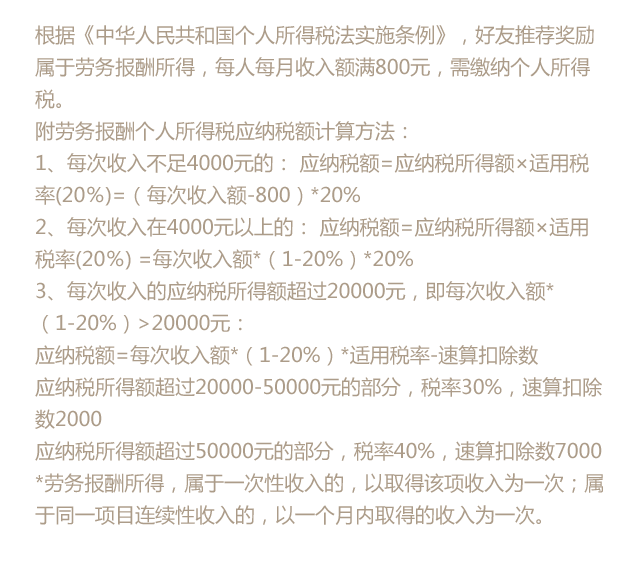 根据《中华人民共和国个人所得税法实施条例》，好友推荐奖励
属于劳务报酬所得，每人每月收入额满800元，需缴纳个人所得
税。
附劳务报酬个人所得税应纳税额计算方法：
1、每次收入不足4000元的： 应纳税额=应纳税所得额×适用税
率(20%)=（每次收入额-800）*20%
2、每次收入在4000元以上的： 应纳税额=应纳税所得额×适用
税率(20%) =每次收入额*（1-20%）*20%
3、每次收入的应纳税所得额超过20000元，即每次收入额*
（1-20%）>20000元：
应纳税额=每次收入额*（1-20%）*适用税率-速算扣除数
应纳税所得额超过20000-50000元的部分，税率30%，速算扣除
数2000
应纳税所得额超过50000元的部分，税率40%，速算扣除数7000
*劳务报酬所得，属于一次性收入的，以取得该项收入为一次；属
于同一项目连续性收入的，以一个月内取得的收入为一次。